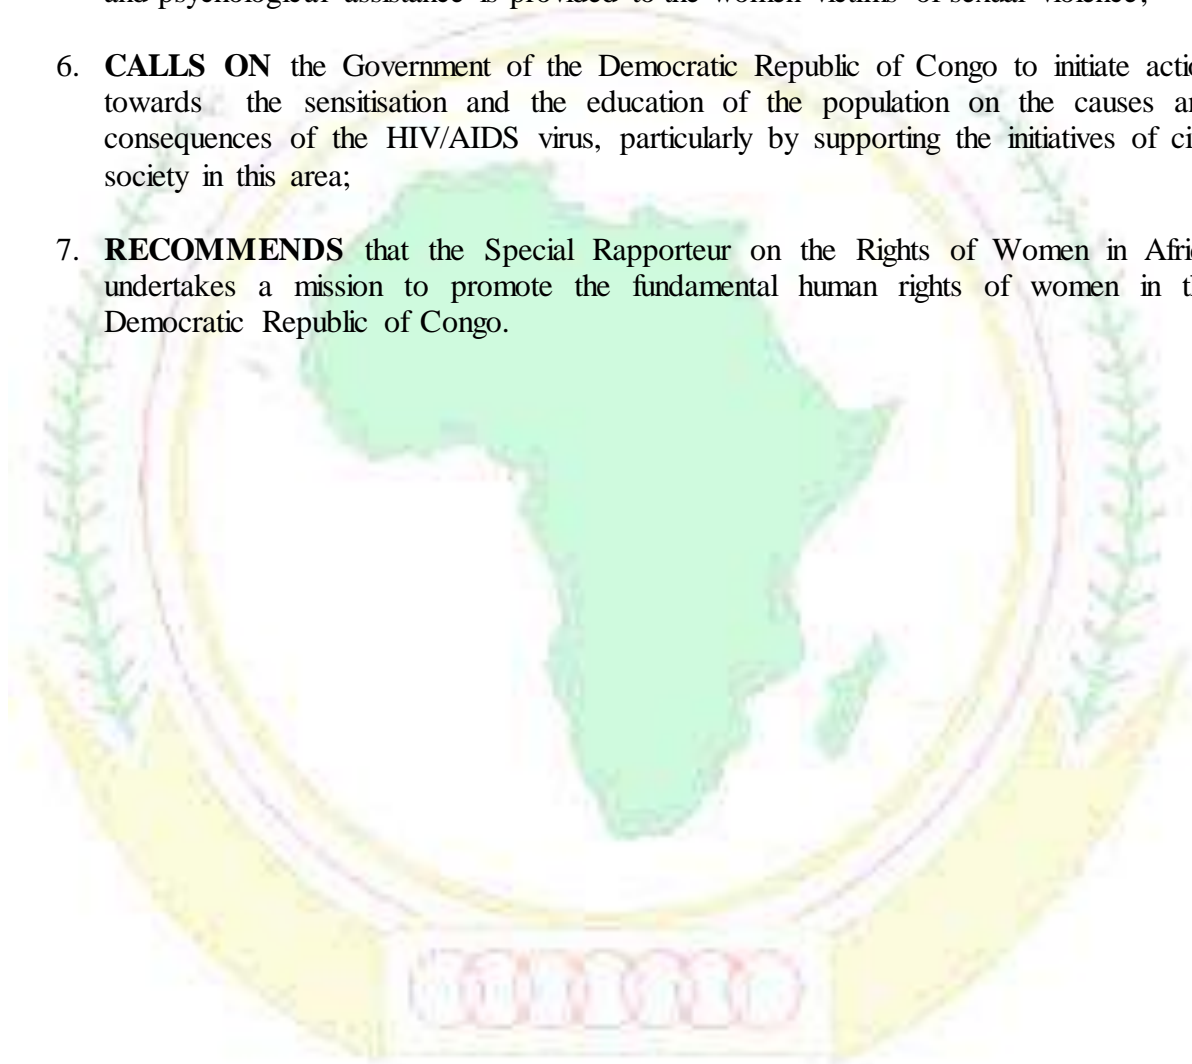 and psychological assistance is provided to the women victims of sexual violence;
6. CALLS ON the Government of the Democratic Republic of Congo to initiate actio
towards the sensitisation and the education of the population on the causes an
consequences of the HIV/AIDS virus, particularly by supporting the initiatives of ci
society in this area;
7. RECOMMENDS that the Special Rapporteur on the Rights of Women in Afri
undertakes a mission to promote the fundamental human rights of women in th
Democratic Republic of Congo.